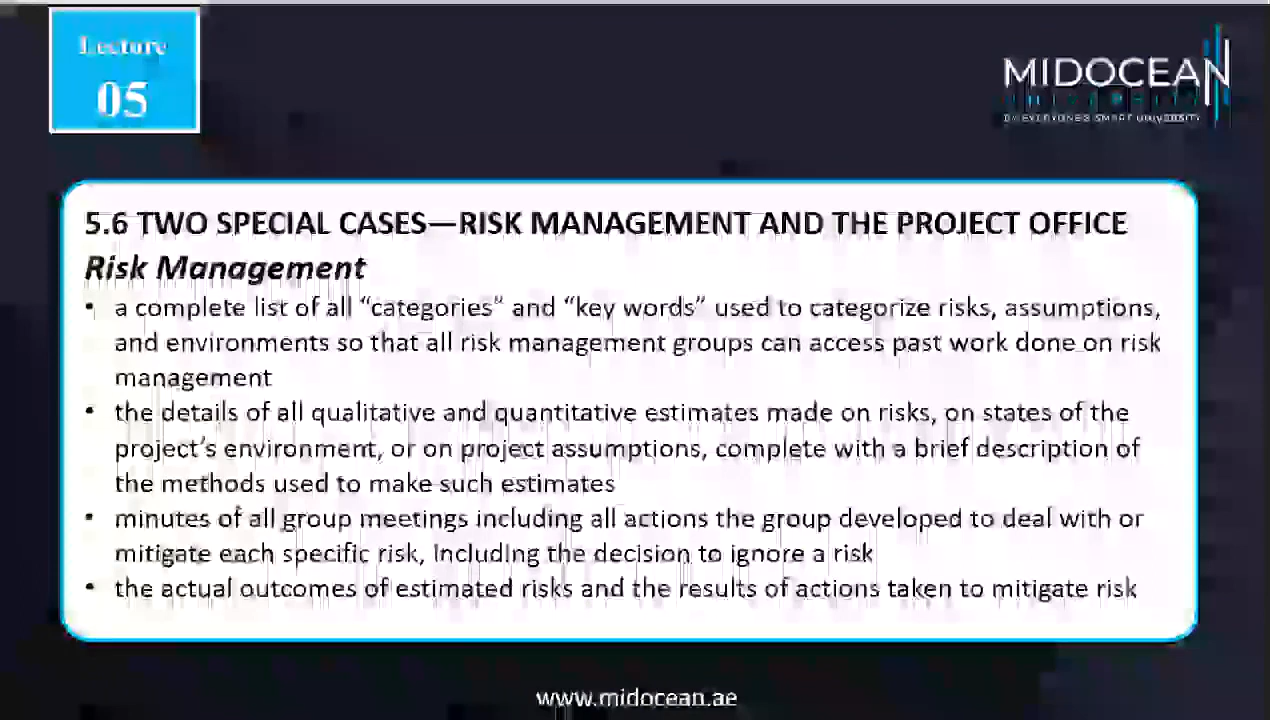 Lecture
05
MIDOCEAN
UNIVERSITY
5.6 TWO SPECIAL CASES—RISK MANAGEMENT AND THE PROJECT OFFICE
Risk Management
• a complete list of all “categories” and “key words” used to categorize risks, assumptions,
and environments so that all risk management groups can access past work done on risk
management
• the details of all qualitative and quantitative estimates made on risks, on states of the
project’s environment, or on project assumptions, complete with a brief description of
the methods used to make such estimates
• minutes of all group meetings including all actions the group developed to deal with or
mitigate each specific risk, including the decision to ignore a risk
• the actual outcomes of estimated risks and the results of actions taken to mitigate risk
www.midocean.ae